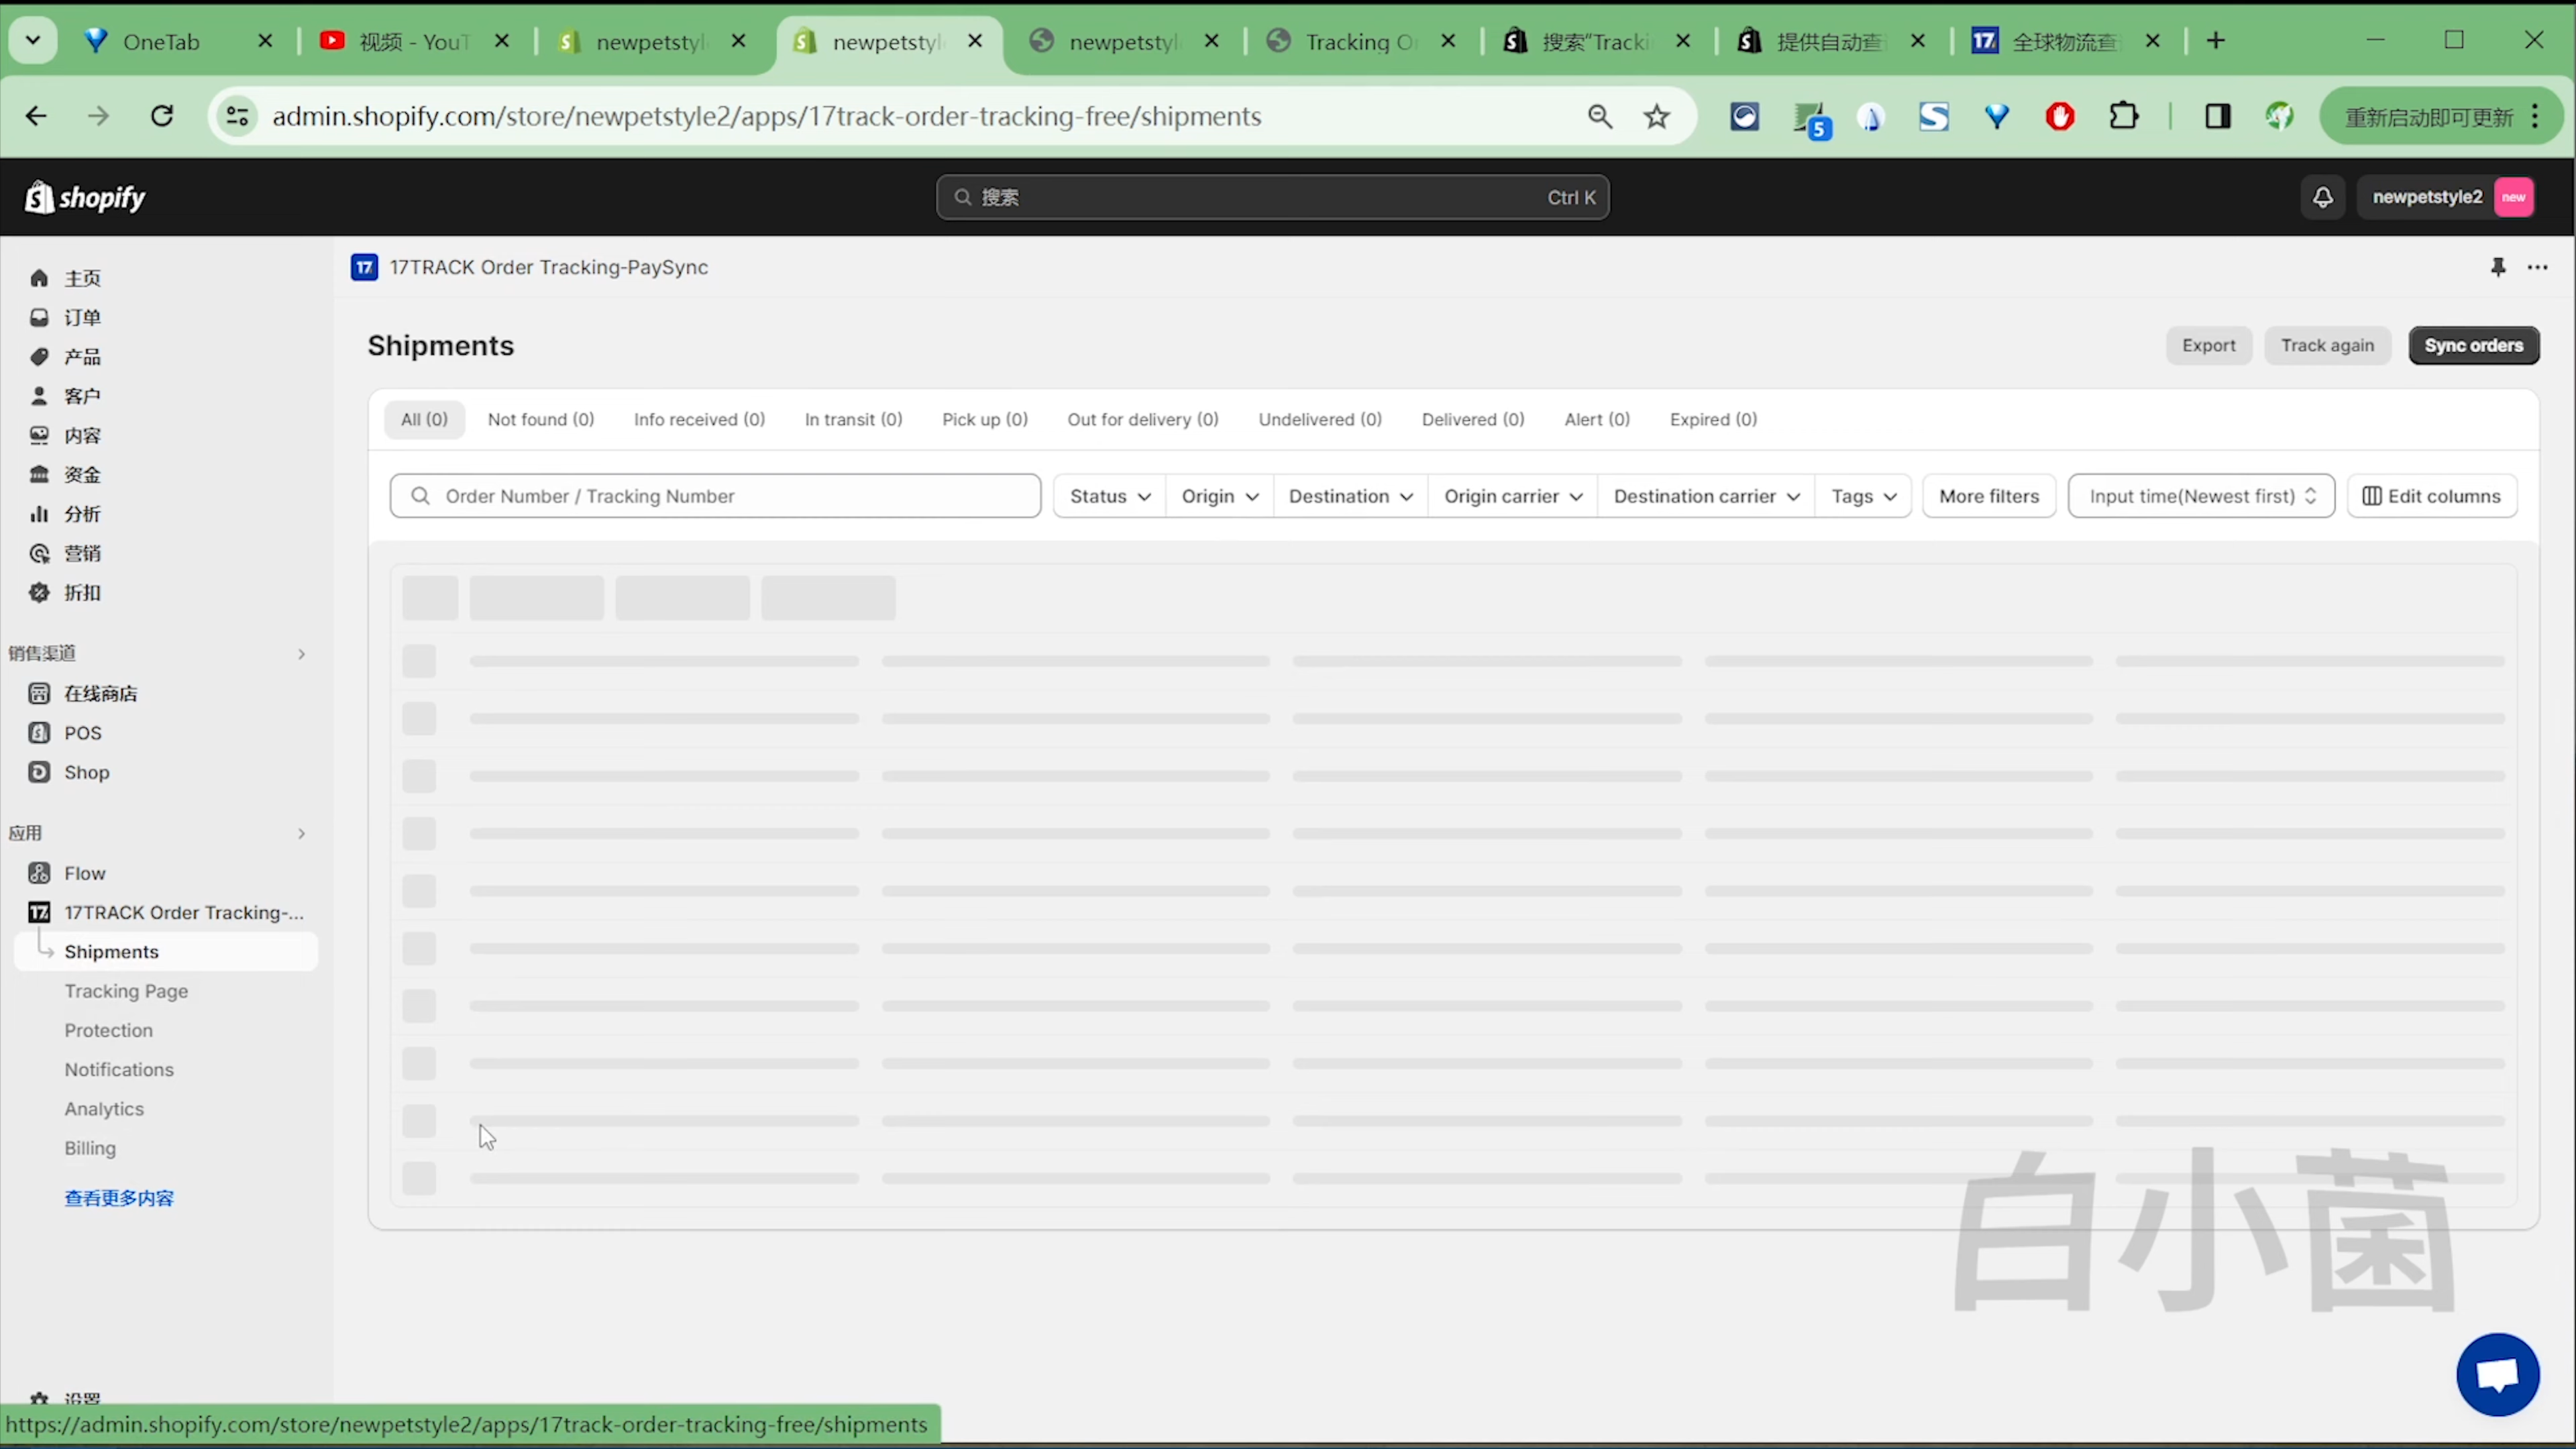 OneTab
视频 - YouT
newpetstyl
newpetstyl
newpetstyl
Tracking O
搜索“Tracki
提供自动查
全球物流查
admin.shopify.com/store/newpetstyle2/apps/17track-order-tracking-free/shipments
5
重新启动即可更新
shopify
搜索
Ctrl K
newpetstyle2
new
主页
订单
产品
客户
内容
资金
分析
营销
折扣
销售渠道
在线商店
POS
Shop
应用
Flow
17TRACK Order Tracking-...
Shipments
Tracking Page
Protection
Notifications
Analytics
Billing
查看更多内容
设置
17TRACK Order Tracking-PaySync
Shipments
Export
Track again
Sync orders
All (0)
Not found (0)
Info received (0)
In transit (0)
Pick up (0)
Out for delivery (0)
Undelivered (0)
Delivered (0)
Alert (0)
Expired (0)
Order Number / Tracking Number
Status
Origin
Destination
Origin carrier
Destination carrier
Tags
More filters
Input time(Newest first)
Edit columns
白小菌
https://admin.shopify.com/store/newpetstyle2/apps/17track-order-tracking-free/shipments